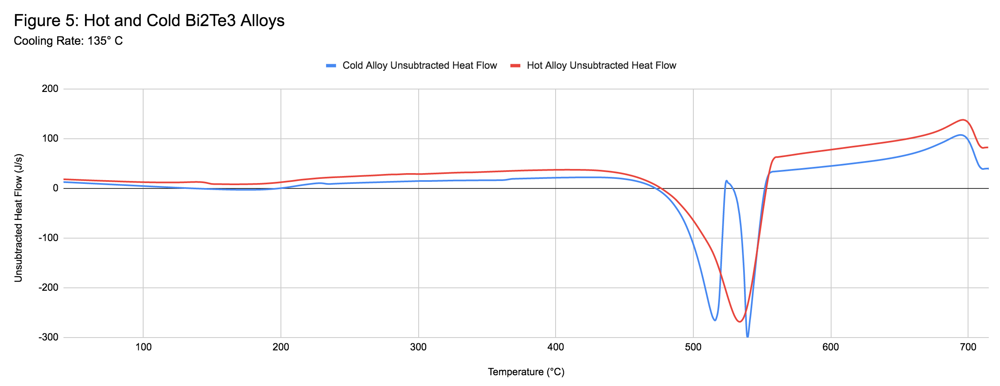 Figure 5: Hot and Cold Bi2Te3 Alloys
Cooling Rate: 135° C
Cold Alloy Unsubtracted Heat Flow
Hot Alloy Unsubtracted Heat Flow
Unsubtracted Heat Flow (J/s)
200
100
0
-100
-200
-300
100
200
300
400
500
600
700
Temperature (°C)